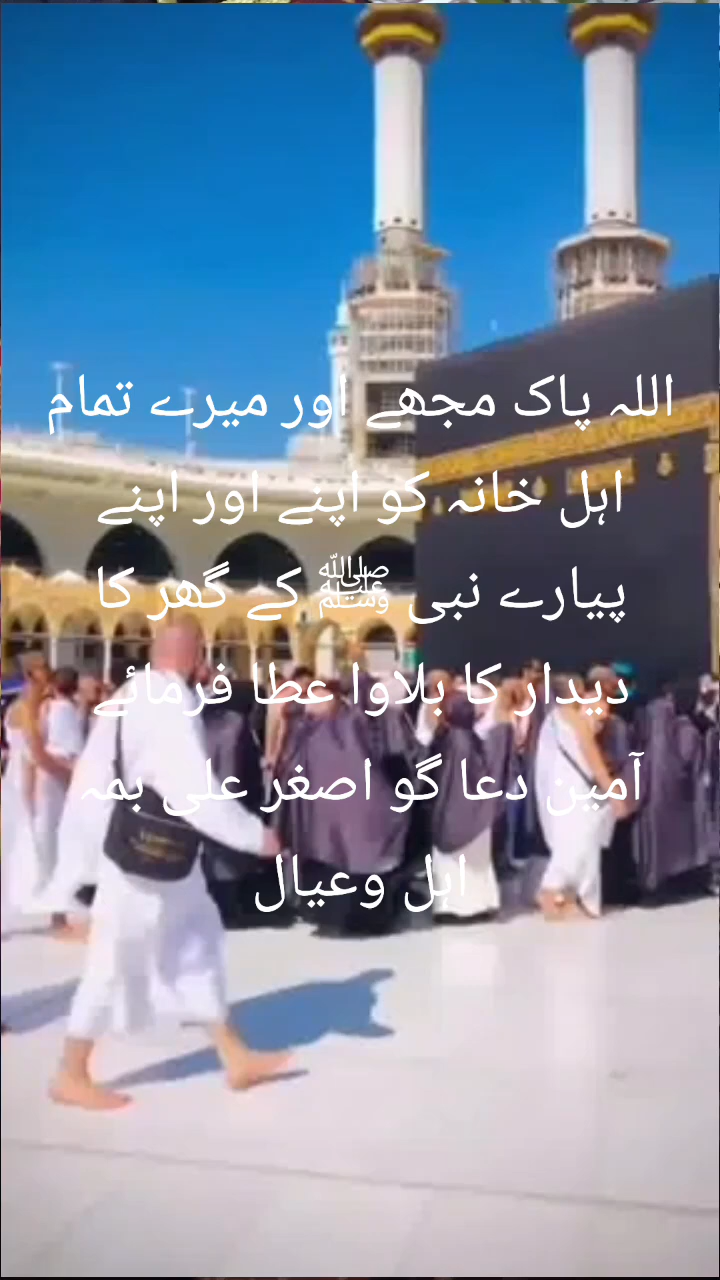 اللہ پاک مجھے اور میرے تمام
اہل خانہ کو اپنے اور اپنے
پیارے نبی ﷺ کے گھر کا
دیدار کا بلاوا عطا فرمائے
آمین دعا گو اصغر علی بمہ
اہل وعیال